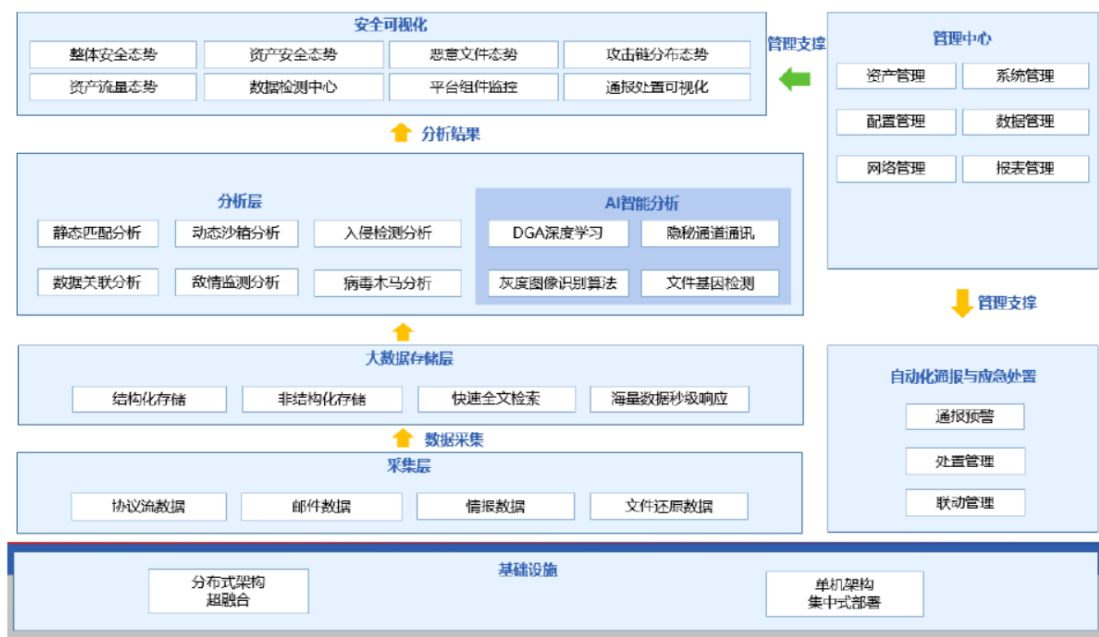 安全可视化
整体安全态势
资产安全态势
恶意文件态势
攻击链分布态势
资产流量态势
数据检测中心
平台组件监控
通报处置可视化
管理支撑
管理中心
资产管理
系统管理
配置管理
数据管理
网络管理
报表管理
分析结果
分析层
静态匹配分析
动态沙箱分析
入侵检测分析
数据关联分析
敌情监测分析
病毒木马分析
AI智能分析
DGA深度学习
隐秘通道通讯
灰度图像识别算法
文件基因检测
管理支撑
大数据存储层
结构化存储
非结构化存储
快速全文检索
海量数据秒级响应
自动化通报与应急处置
通报预警
处置管理
联动管理
数据采集
采集层
协议流数据
邮件数据
情报数据
文件还原数据
基础设施
分布式架构
超融合
单机架构
集中式部署